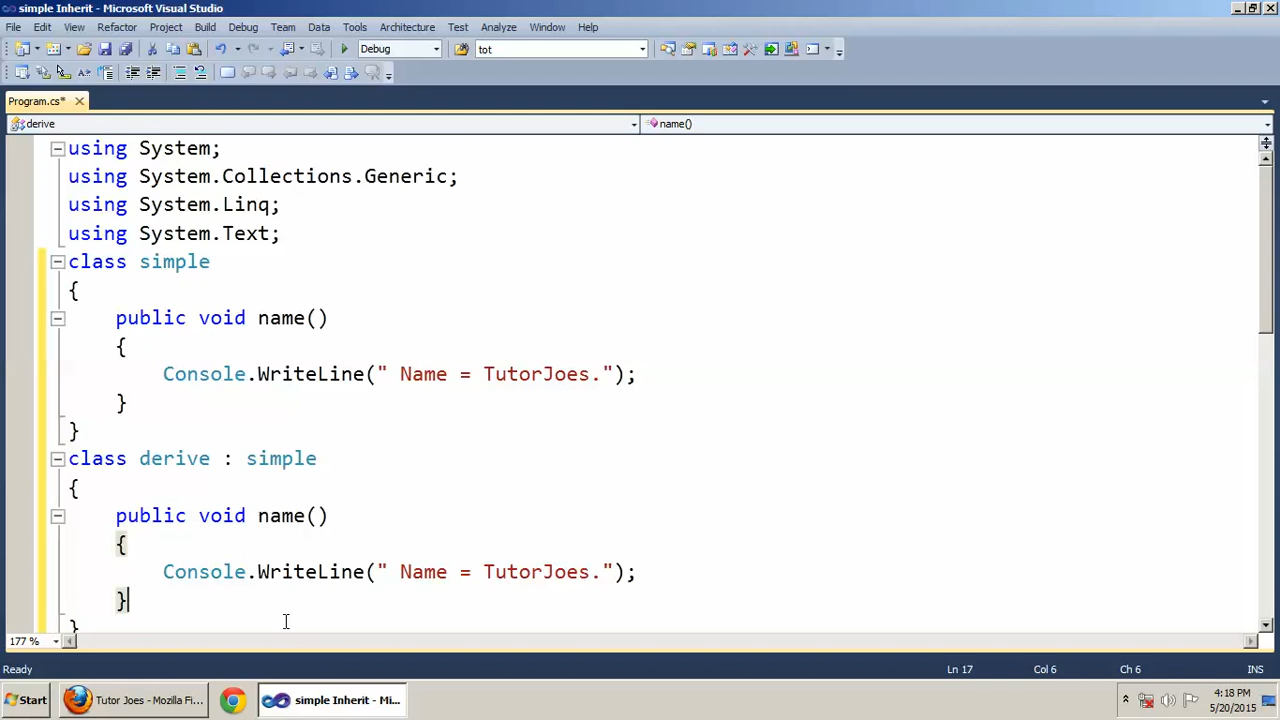 simple Inherit - Microsoft Visual Studio
File Edit View Refactor Project Build Debug Team Data Tools Architecture Test Analyze Window Help
Debug tot
Program.cs*
derive name()
using System;
using System.Collections.Generic;
using System.Linq;
using System.Text;
class simple
{
public void name()
{
Console.WriteLine(" Name = TutorJoes.");
}
}
class derive : simple
{
public void name()
{
Console.WriteLine(" Name = TutorJoes.");
}
}
177 %
Ready Ln 17 Col 6 Ch 6 INS
Start Tutor Joes - Mozilla Fi... simple Inherit - Mi... 4:18 PM
5/20/2015